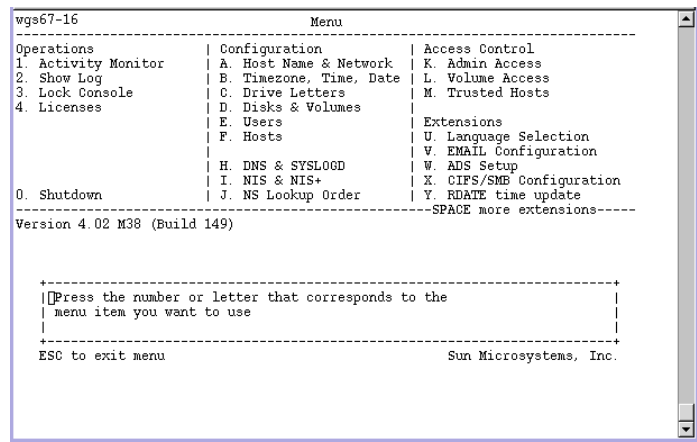 wgs67-16 Menu
--------------------------------------------------------------------------------
Operations | Configuration | Access Control
1. Activity Monitor | A. Host Name & Network | K. Admin Access
2. Show Log | B. Timezone, Time, Date | L. Volume Access
3. Lock Console | C. Drive Letters | M. Trusted Hosts
4. Licenses | D. Disks & Volumes |
| E. Users | Extensions
| F. Hosts | U. Language Selection
| | V. EMAIL Configuration
| H. DNS & SYSLOGD | W. ADS Setup
| I. NIS & NIS+ | X. CIFS/SMB Configuration
0. Shutdown | J. NS Lookup Order | Y. RDATE time update
-----------------------------------------------------SPACE more extensions-----
Version 4.02 M38 (Build 149)
+------------------------------------------------------------------------+
|Press the number or letter that corresponds to the |
| menu item you want to use |
| |
+------------------------------------------------------------------------+
ESC to exit menu Sun Microsystems, Inc.